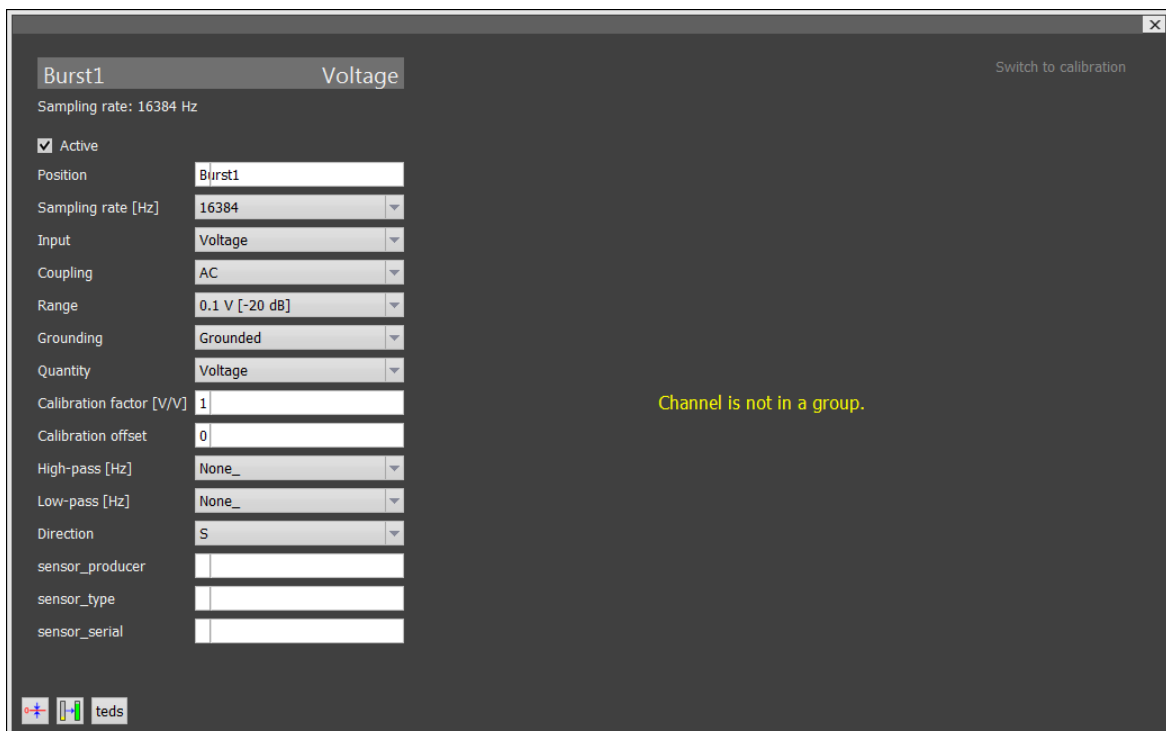 Burst1 Voltage
Switch to calibration
Sampling rate: 16384 Hz
Active
Position Burst1
Sampling rate [Hz] 16384
Input Voltage
Coupling AC
Range 0.1 V [-20 dB]
Grounding Grounded
Quantity Voltage
Calibration factor [V/V] 1
Channel is not in a group.
Calibration offset 0
High-pass [Hz] None_
Low-pass [Hz] None_
Direction S
sensor_producer
sensor_type
sensor_serial
0
teds